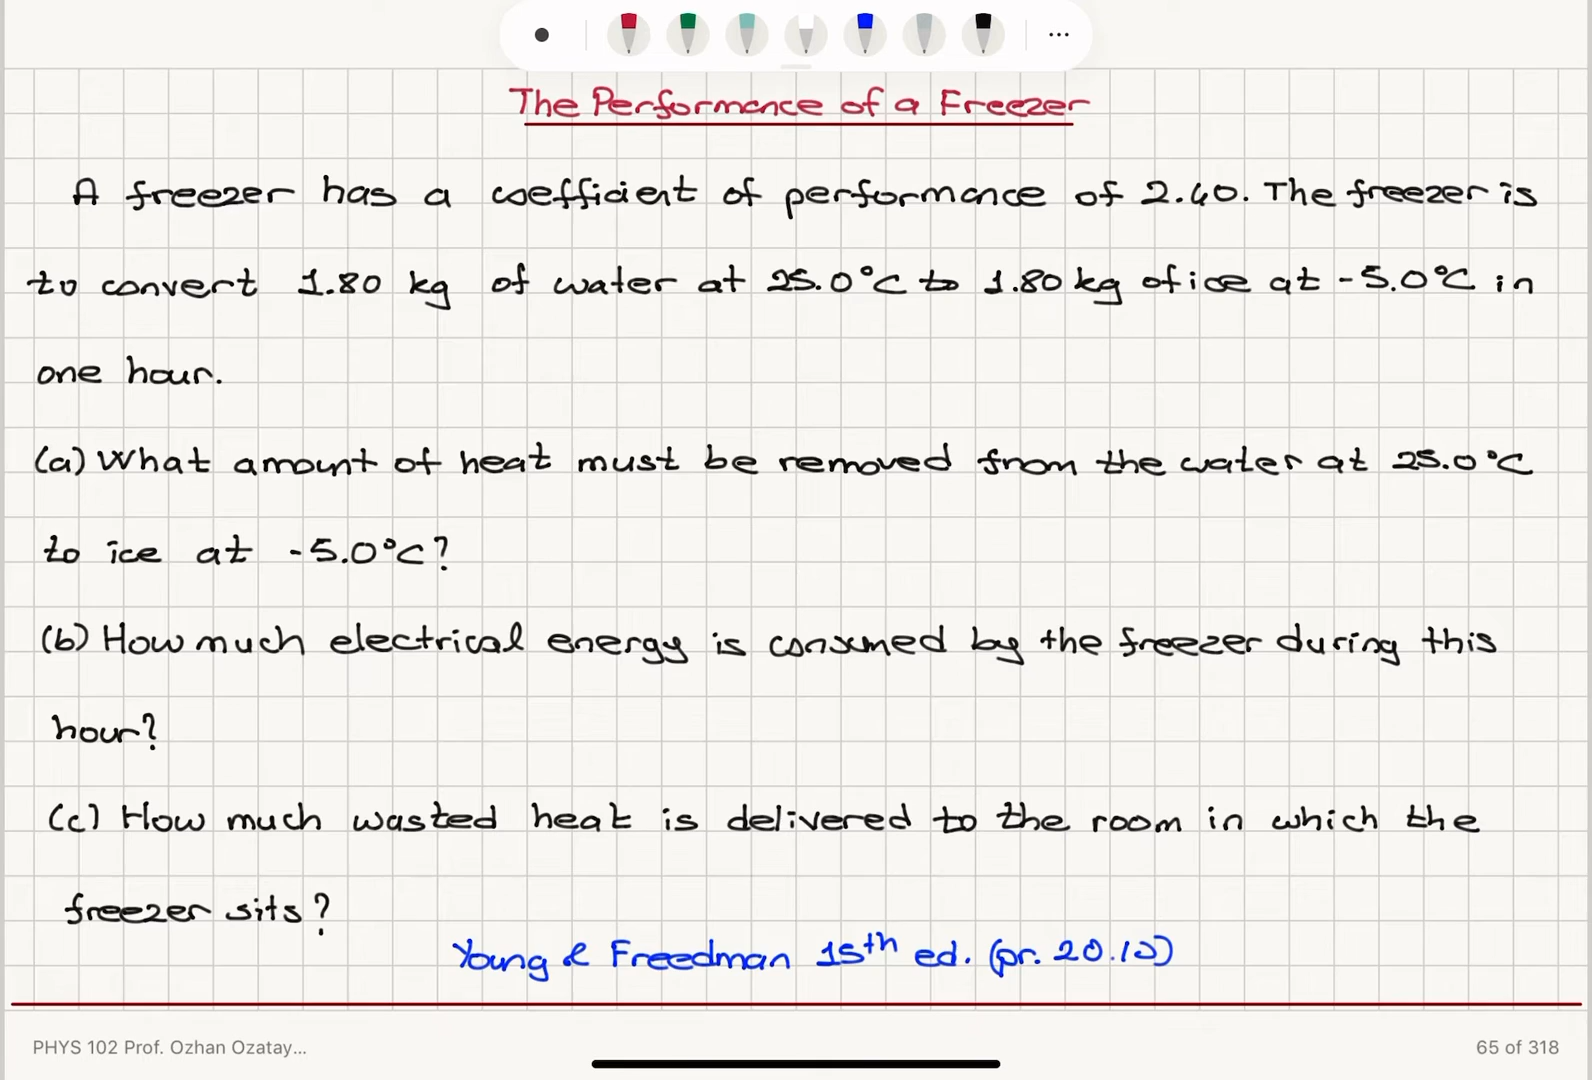 The Performance of a Freezer
A freezer has a coefficient of performance of 2.40. The freezer is
to convert 1.80 kg of water at 25.0°C to 1.80 kg of ice at -5.0°C in
one hour.
(a) What amount of heat must be removed from the water at 25.0°C
to ice at -5.0°C?
(b) How much electrical energy is consumed by the freezer during this
hour?
(c) How much wasted heat is delivered to the room in which the
freezer sits?
Young & Freedman 15th ed. (pr. 20.10)
PHYS 102 Prof. Ozhan Ozatay...
65 of 318